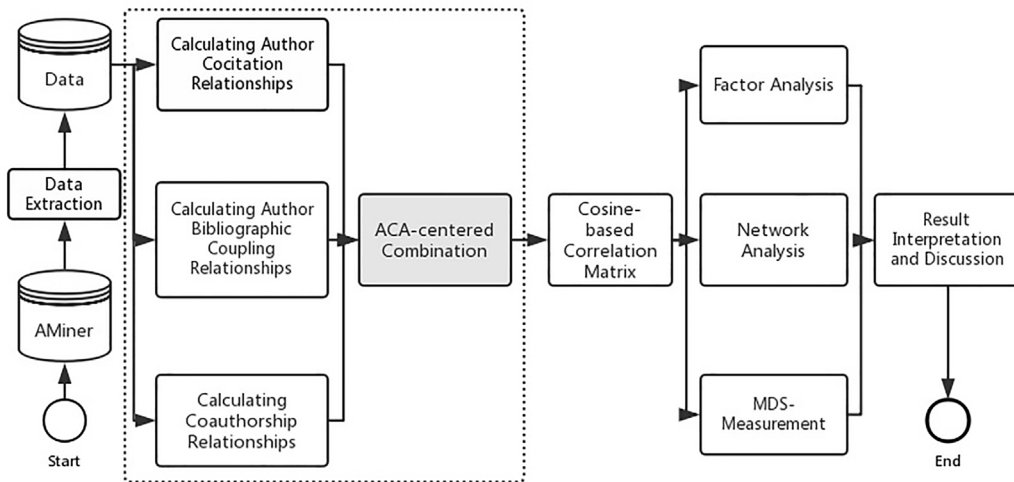 Data
Data
Extraction
AMiner
Start
Calculating Author
Cocitation
Relationships
Calculating Author
Bibliographic
Coupling
Relationships
Calculating
Coauthorship
Relationships
ACA-centered
Combination
Cosine-
based
Correlation
Matrix
Factor Analysis
Network
Analysis
MDS-
Measurement
Result
Interpretation
and Discussion
End